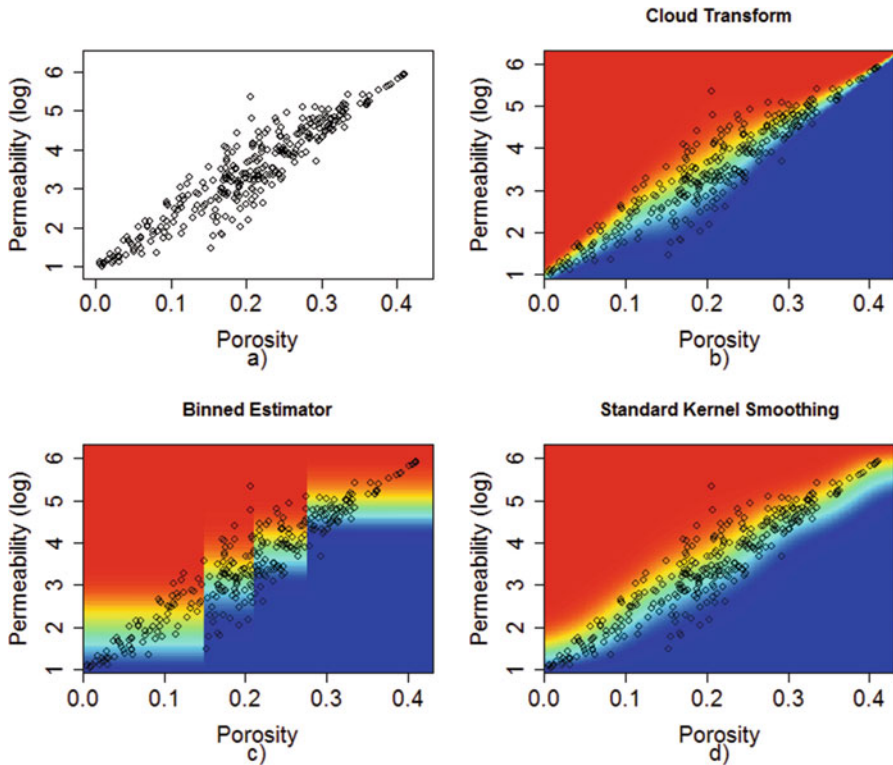 Cloud Transform
Permeability (log)
1 2 3 4 5 6
0.0 0.1 0.2 0.3 0.4
Porosity
a)
Permeability (log)
1 2 3 4 5 6
0.0 0.1 0.2 0.3 0.4
Porosity
b)
Binned Estimator
Permeability (log)
1 2 3 4 5 6
0.0 0.1 0.2 0.3 0.4
Porosity
c)
Standard Kernel Smoothing
Permeability (log)
1 2 3 4 5 6
0.0 0.1 0.2 0.3 0.4
Porosity
d)